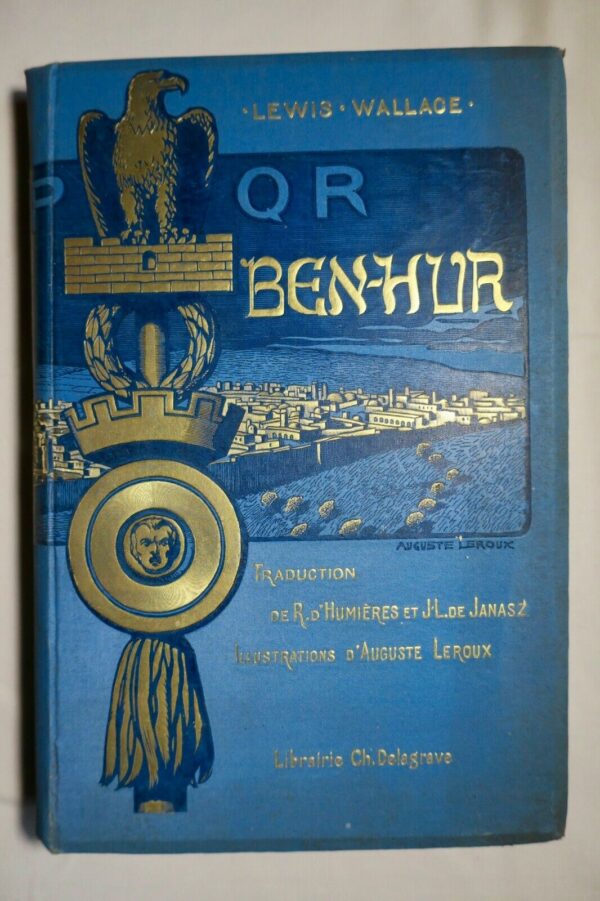 · LEWIS · WALLACE ·
P QR
BEN-HUR
AUGUSTE LEROUX
TRADUCTION
DE R. D'HUMIÈRES ET J-L. DE JANASZ
ILLUSTRATIONS D'AUGUSTE LEROUX
Librairie Ch. Delagrave